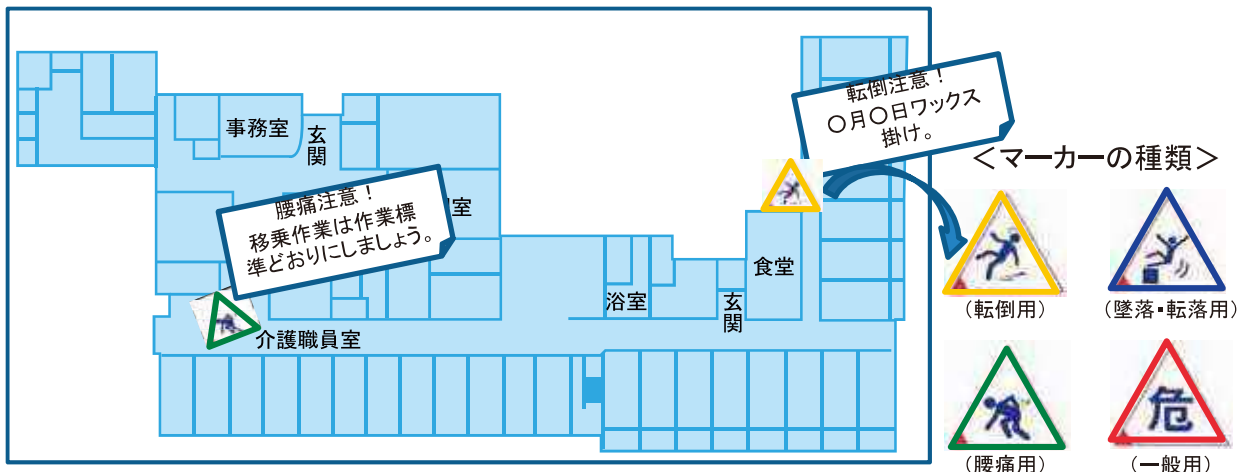 転倒注意！
〇月〇日ワックス
掛け。
＜マーカーの種類＞
事務室
玄関
腰痛注意！
移乗作業は作業標
準どおりにしましょう。
室
食堂
浴室
玄関
介護職員室
（転倒用）
（墜落・転落用）
危
（腰痛用）
（一般用）